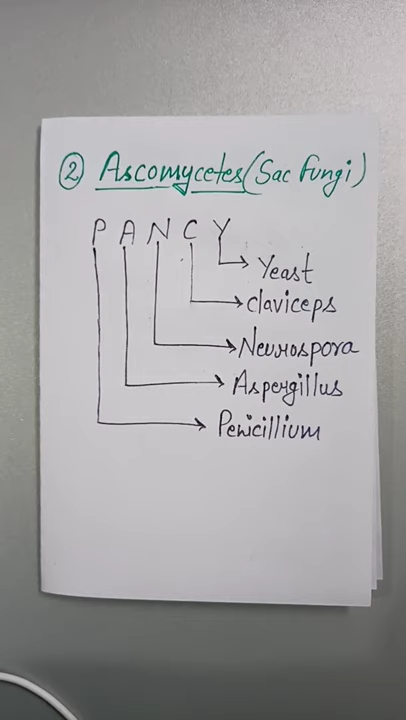 ② Ascomycetes (Sac fungi)
P A N C Y
Yeast
claviceps
Neurospora
Aspergillus
Penicillium